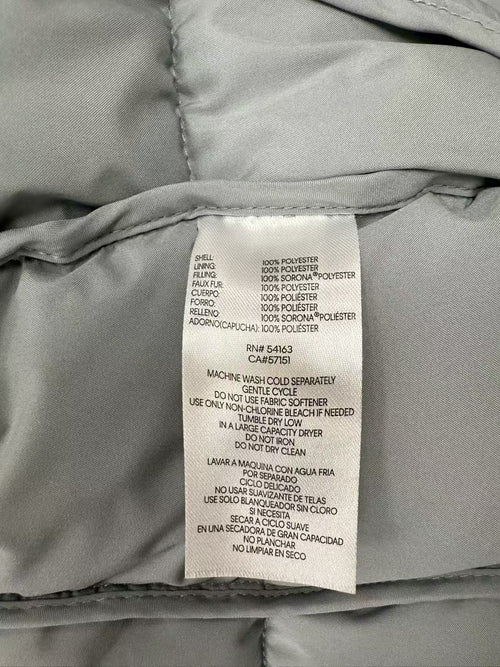 SHELL: 100% POLYESTER
LINING: 100% POLYESTER
FILLING: 100% SORONA®POLYESTER
FAUX FUR: 100% POLYESTER
CUERPO: 100% POLIÉSTER
FORRO: 100% POLIÉSTER
RELLENO: 100% SORONA®POLIÉSTER
ADORNO(CAPUCHA): 100% POLIÉSTER
RN# 54163
CA#57151
MACHINE WASH COLD SEPARATELY
GENTLE CYCLE
DO NOT USE FABRIC SOFTENER
USE ONLY NON-CHLORINE BLEACH IF NEEDED
TUMBLE DRY LOW
IN A LARGE CAPACITY DRYER
DO NOT IRON
DO NOT DRY CLEAN
LAVAR A MAQUINA CON AGUA FRIA
POR SEPARADO
CICLO DELICADO
NO USAR SUAVIZANTE DE TELAS
USE SOLO BLANQUEADOR SIN CLORO
SI NECESITA
SECAR A CICLO SUAVE
EN UNA SECADORA DE GRAN CAPACIDAD
NO PLANCHAR
NO LIMPIAR EN SECO